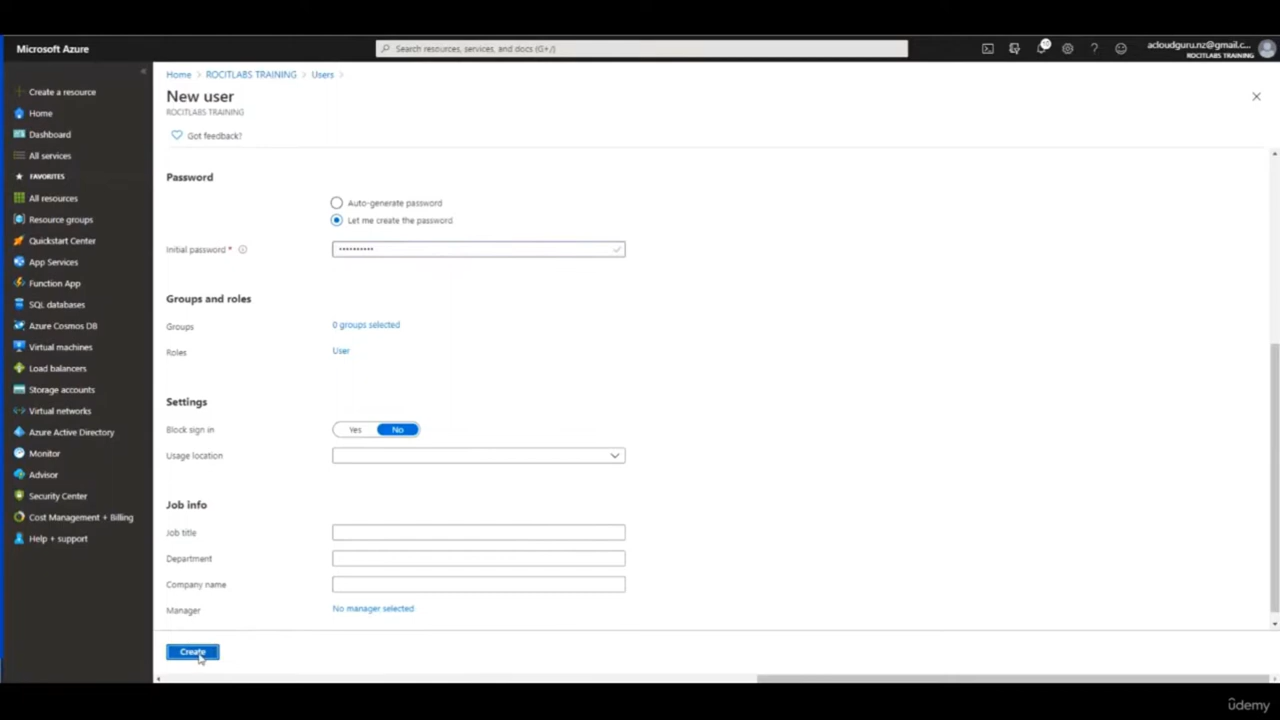 Microsoft Azure
Search resources, services, and docs (G+/)
acloudguru.nz@gmail.c...
ROCITLABS TRAINING
Create a resource
Home
Dashboard
All services
FAVORITES
All resources
Resource groups
Quickstart Center
App Services
Function App
SQL databases
Azure Cosmos DB
Virtual machines
Load balancers
Storage accounts
Virtual networks
Azure Active Directory
Monitor
Advisor
Security Center
Cost Management + Billing
Help + support
Home > ROCITLABS TRAINING > Users >
New user
ROCITLABS TRAINING
Got feedback?
Password
Auto-generate password
Let me create the password
Initial password *
Groups and roles
Groups 0 groups selected
Roles User
Settings
Block sign in Yes No
Usage location
Job info
Job title
Department
Company name
Manager No manager selected
Create
ûdemy